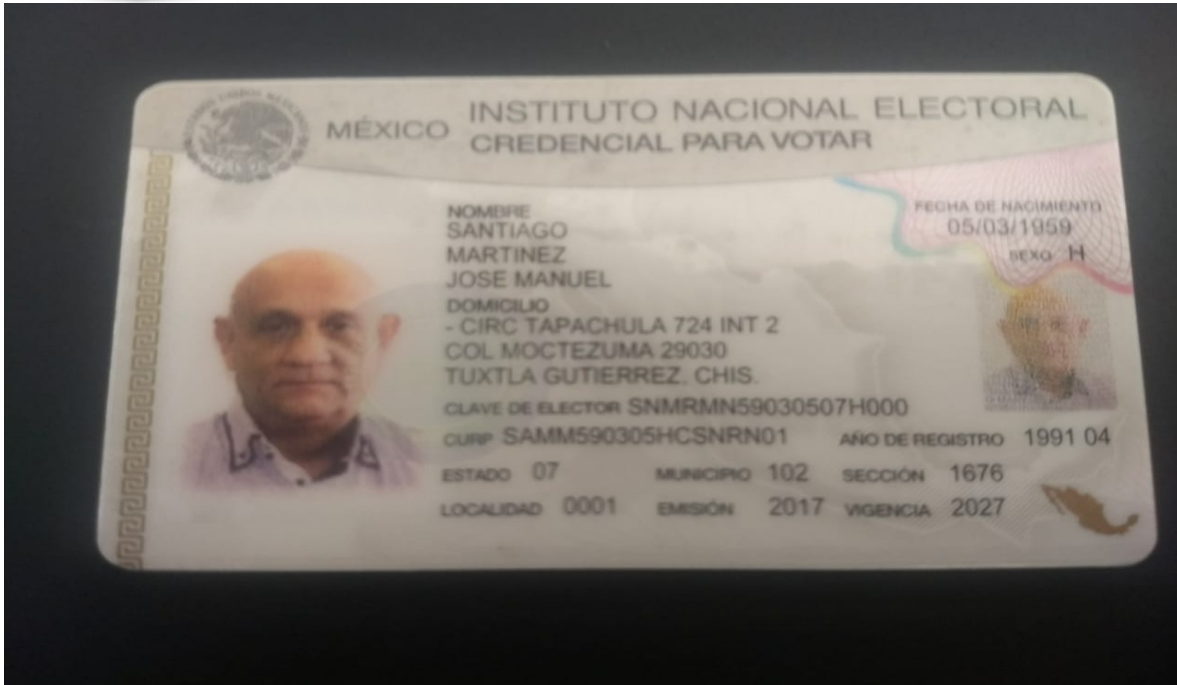 MÉXICO INSTITUTO NACIONAL ELECTORAL
CREDENCIAL PARA VOTAR
NOMBRE
SANTIAGO
MARTINEZ
JOSE MANUEL
FECHA DE NACIMIENTO
05/03/1959
SEXO H
DOMICILIO
- CIRC TAPACHULA 724 INT 2
COL MOCTEZUMA 29030
TUXTLA GUTIERREZ, CHIS.
CLAVE DE ELECTOR SNMRMN59030507H000
CURP SAMM590305HCSNRN01 AÑO DE REGISTRO 1991 04
ESTADO 07 MUNICIPIO 102 SECCIÓN 1676
LOCALIDAD 0001 EMISIÓN 2017 VIGENCIA 2027